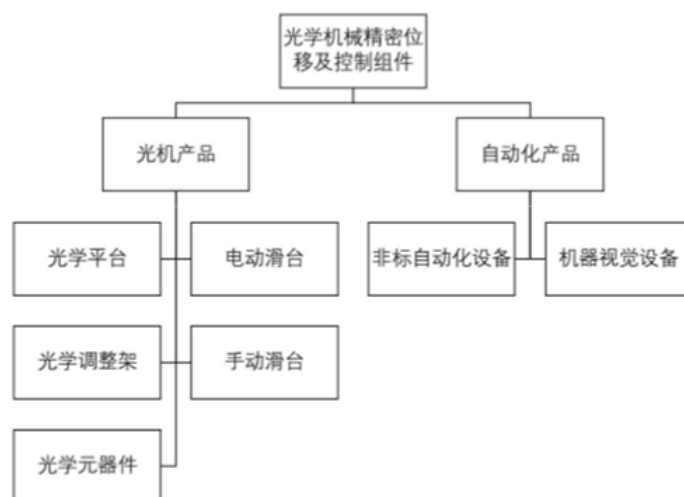 光学机械精密位
移及控制组件
光机产品
自动化产品
光学平台
电动滑台
非标自动化设备
机器视觉设备
光学调整架
手动滑台
光学元器件